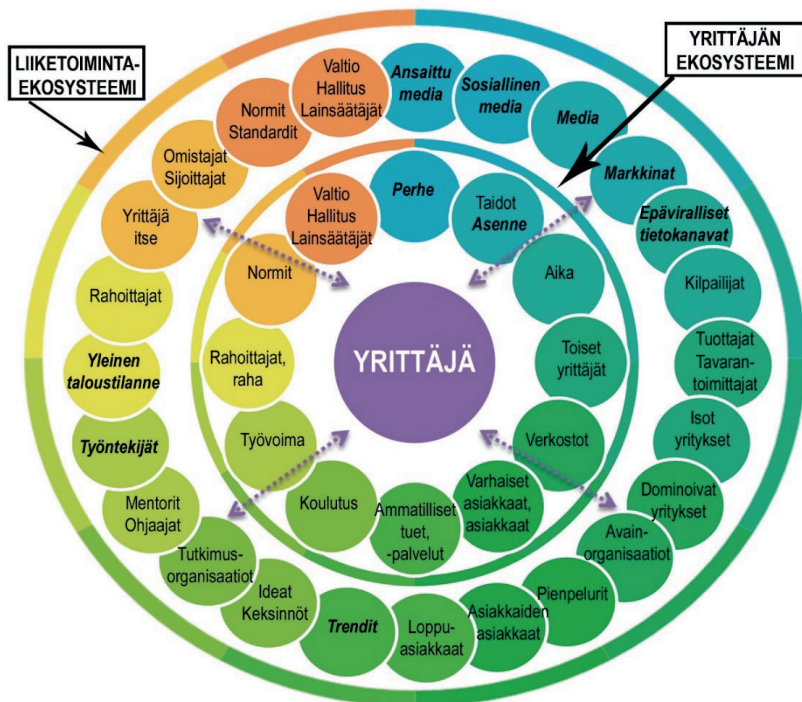 LIIKETOIMINTA-
EKOSYSTEEMI
YRITTÄJÄN
EKOSYSTEEMI
Valtio
Hallitus
Lainsäätäjät
Ansaittu
media
Sosiallinen
media
Media
Markkinat
Epäviralliset
tietokanavat
Kilpailijat
Tuottajat
Tavaran-
toimittajat
Isot
yritykset
Dominoivat
yritykset
Avain-
organisaatiot
Pienpelurit
Asiakkaiden
asiakkaat
Loppu-
asiakkaat
Trendit
Ideat
Keksinnöt
Tutkimus-
organisaatiot
Mentorit
Ohjaajat
Työntekijät
Yleinen
taloustilanne
Rahoittajat
Yrittäjä
itse
Omistajat
Sijoittajat
Normit
Standardit
Valtio
Hallitus
Lainsäätäjät
Perhe
Taidot
Asenne
Aika
Toiset
yrittäjät
Verkostot
Varhaiset
asiakkaat,
asiakkaat
Ammatilliset
tuet,
-palvelut
Koulutus
Työvoima
Rahoittajat,
raha
Normit
YRITTÄJÄ